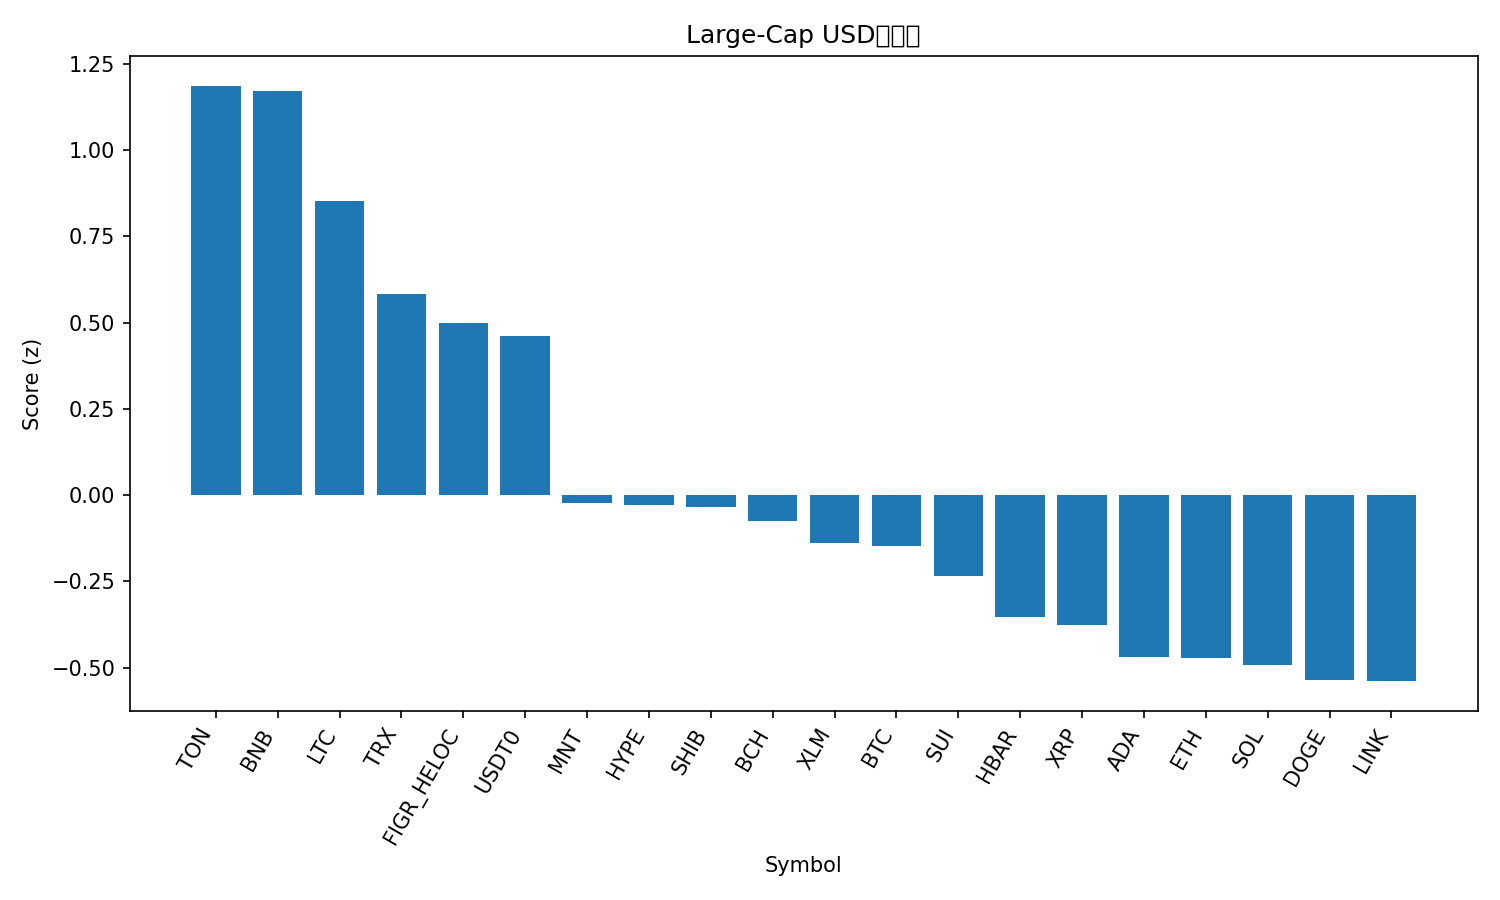 Large-Cap USD
1.25
1.00
0.75
0.50
0.25
0.00
−0.25
−0.50
Score (z)
TON
BNB
LTC
TRX
FIGR_HELOC
USDT0
MNT
HYPE
SHIB
BCH
XLM
BTC
SUI
HBAR
XRP
ADA
ETH
SOL
DOGE
LINK
Symbol